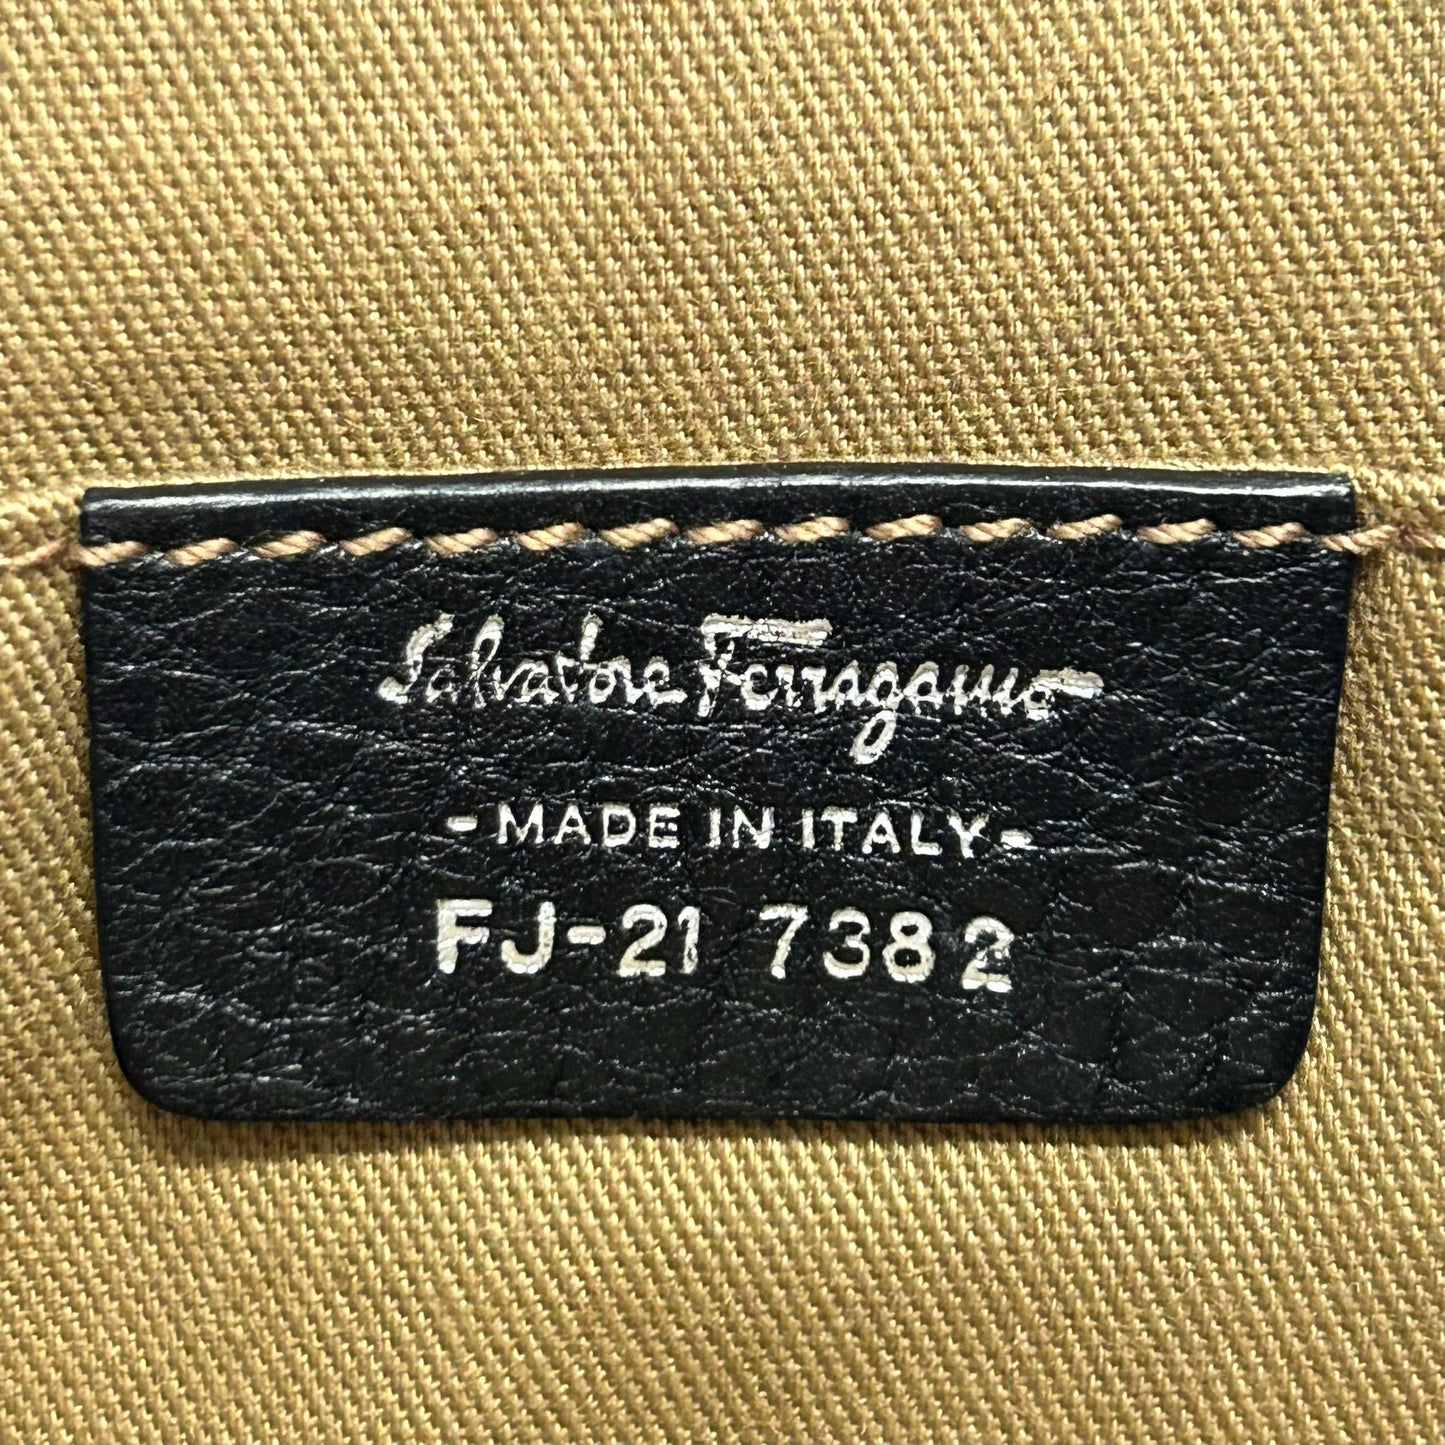 Salvatore Ferragamo
- MADE IN ITALY -
FJ-21 7382